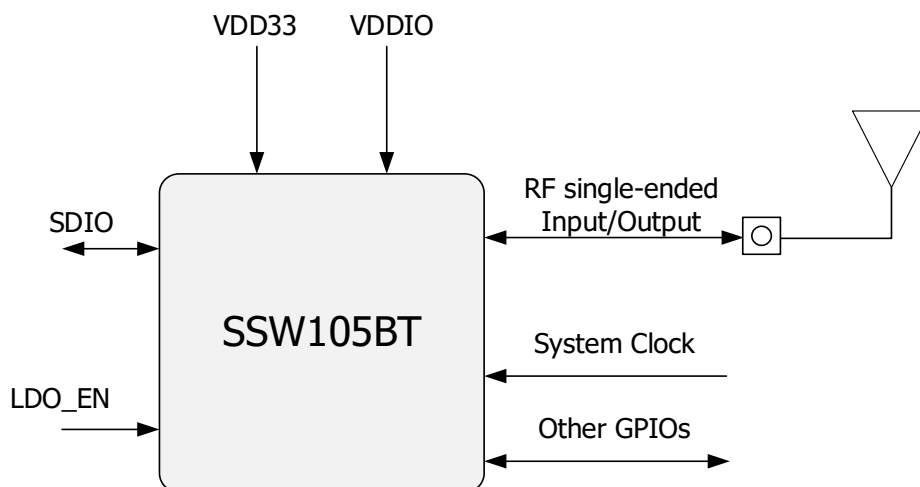 VDD33 VDDIO
RF single-ended
Input/Output
SDIO
SSW105BT
System Clock
LDO_EN
Other GPIOs